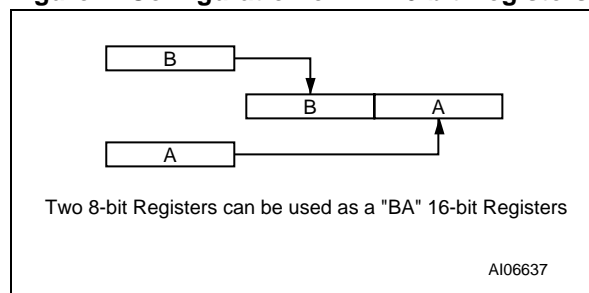 B
B A
A
Two 8-bit Registers can be used as a "BA" 16-bit Registers
AI06637